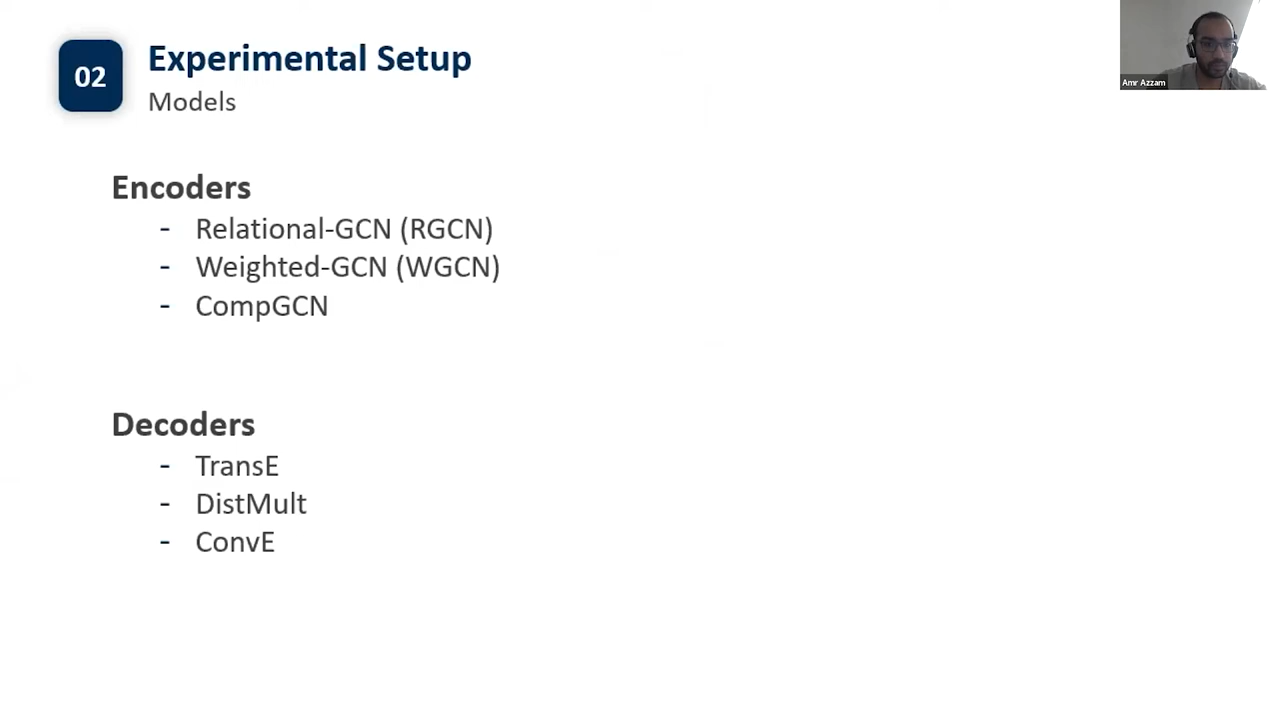 02
Experimental Setup
Models
Encoders
- Relational-GCN (RGCN)
- Weighted-GCN (WGCN)
- CompGCN
Decoders
- TransE
- DistMult
- ConvE
Amr Azzam